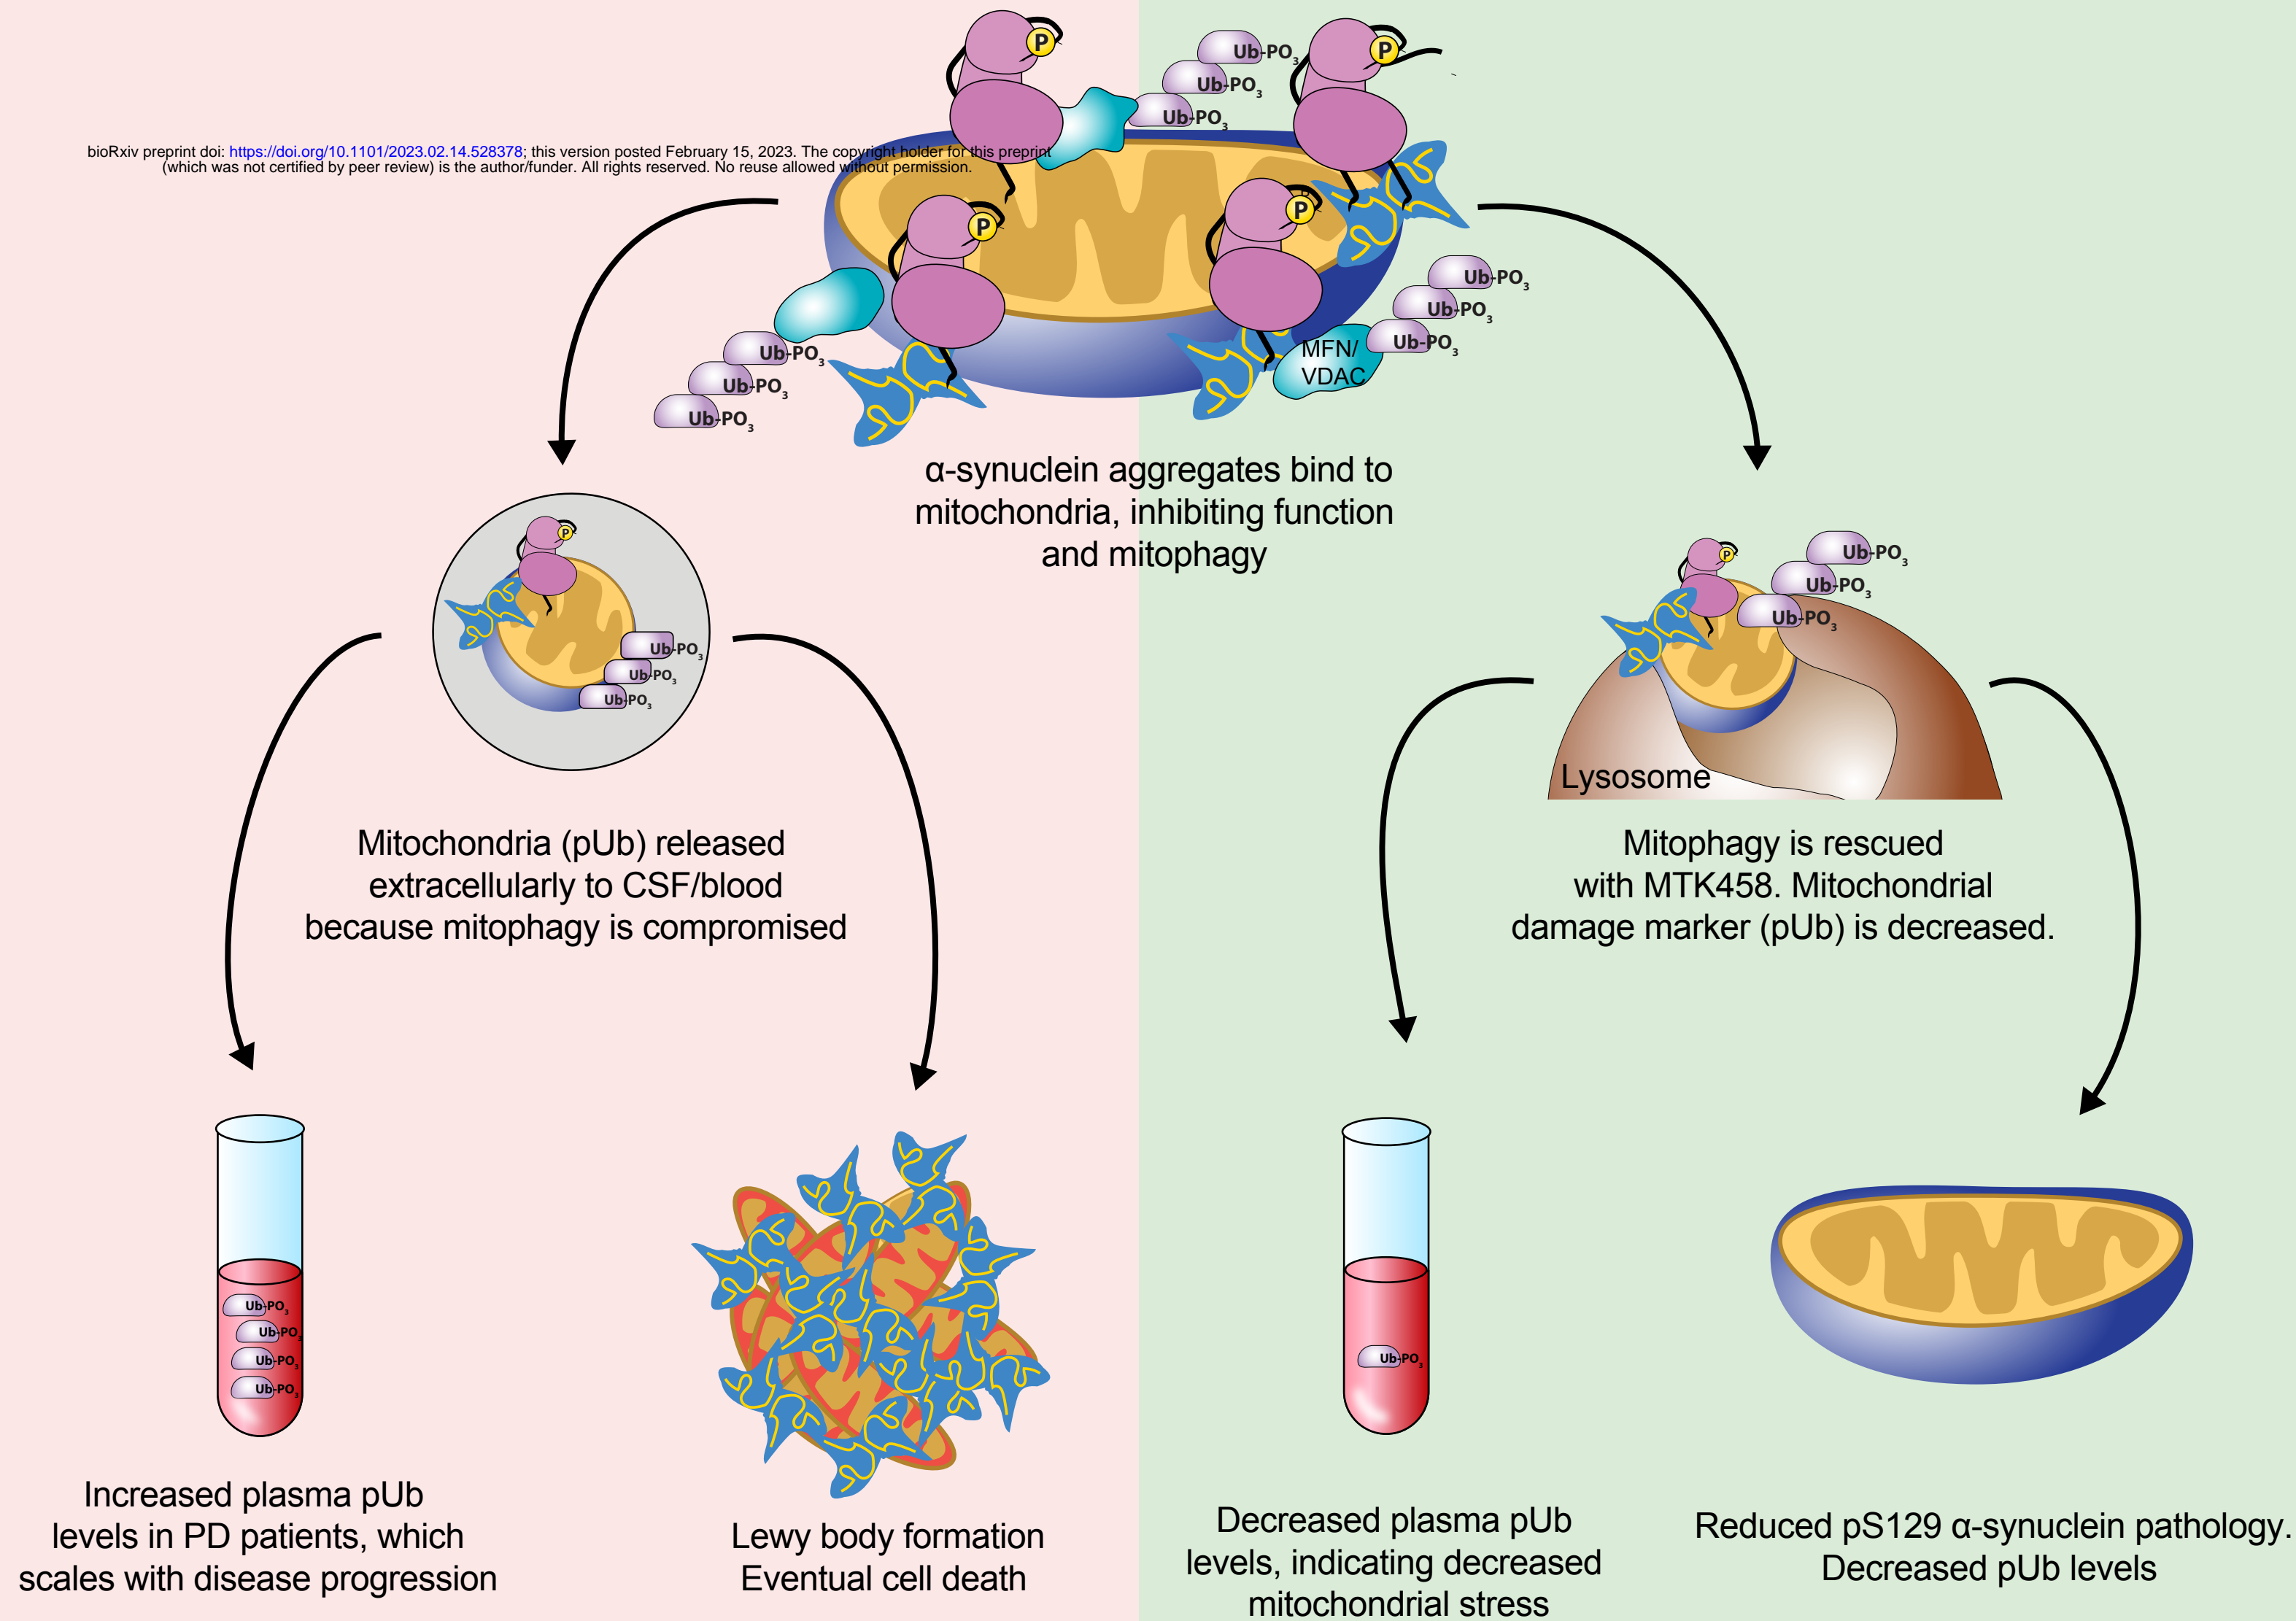 P
Ub-PO3
P
Ub-PO3
Ub-PO3
bioRxiv preprint doi: https://doi.org/10.1101/2023.02.14.528378; this version posted February 15, 2023. The copyright holder for this preprint
(which was not certified by peer review) is the author/funder. All rights reserved. No reuse allowed without permission.
P
P
Ub-PO3
Ub-PO3
Ub-PO3
MFN/
VDAC
Ub-PO3
Ub-PO3
Ub-PO3
α-synuclein aggregates bind to
mitochondria, inhibiting function
and mitophagy
P
Ub-PO3
Ub-PO3
Ub-PO3
P
Ub-PO3
Ub-PO3
Ub-PO3
Lysosome
Mitochondria (pUb) released
extracellularly to CSF/blood
because mitophagy is compromised
Mitophagy is rescued
with MTK458. Mitochondrial
damage marker (pUb) is decreased.
Ub-PO3
Ub-PO3
Ub-PO3
Ub-PO3
Ub-PO3
Increased plasma pUb
levels in PD patients, which
scales with disease progression
Lewy body formation
Eventual cell death
Decreased plasma pUb
levels, indicating decreased
mitochondrial stress
Reduced pS129 α-synuclein pathology.
Decreased pUb levels